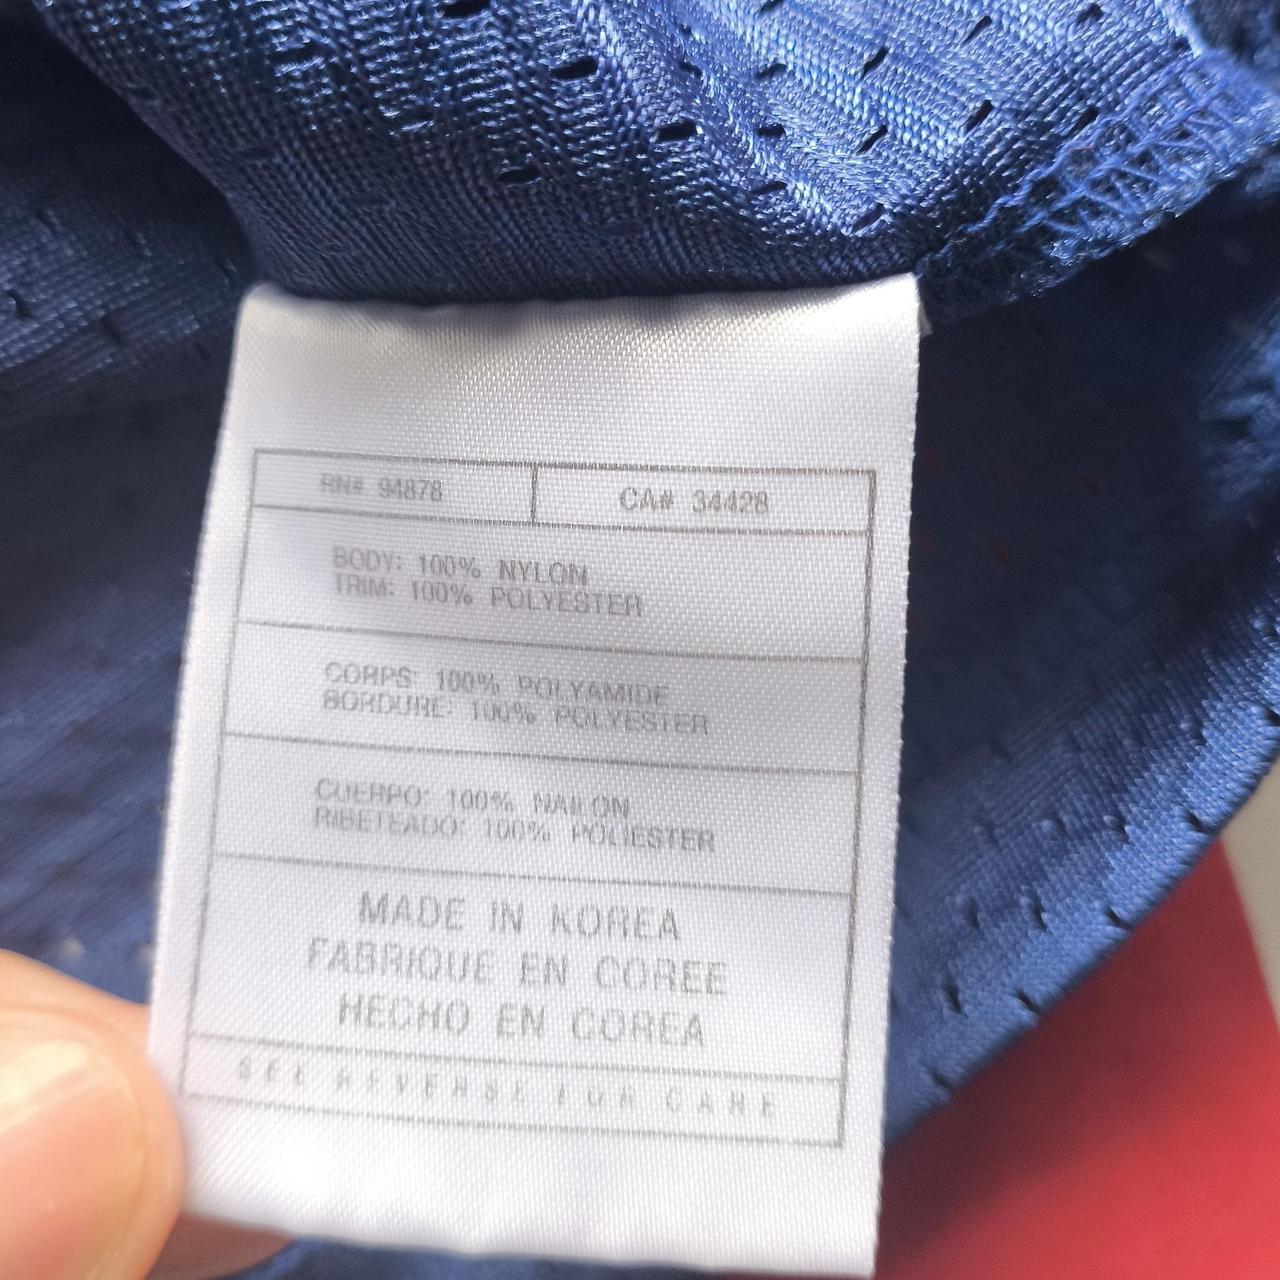 RN# 94878
CA# 34428
BODY: 100% NYLON
TRIM: 100% POLYESTER
CORPS: 100% POLYAMIDE
BORDURE: 100% POLYESTER
CUERPO: 100% NAILON
RIBETEADO: 100% POLIESTER
MADE IN KOREA
FABRIQUE EN COREE
HECHO EN COREA
SEE REVERSE FOR CARE